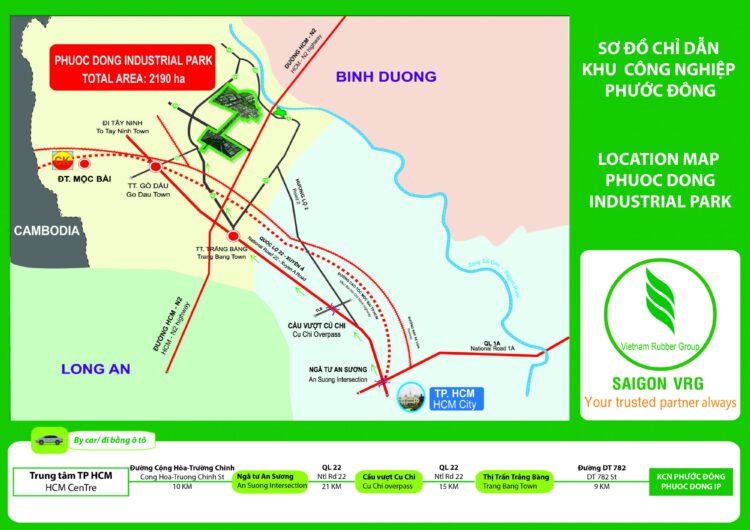 PHUOC DONG INDUSTRIAL PARK
TOTAL AREA: 2190 ha
ĐƯỜNG HCM - N2
HCM - N2 highway
BINH DUONG
ĐI TÂY NINH
To Tay Ninh Town
GK
ĐT. MỘC BÀI
TT. GÒ DẦU
Go Dau Town
HƯƠNG LỘ 2
Road 2
CAMBODIA
TT. TRẢNG BÀNG
Trang Bang Town
QUỐC LỘ 22 - XUYÊN Á
National Road 22 - Xuyen A Road
Sông Sài Gòn
ĐƯỜNG HCM - N2
HCM - N2 highway
TL8
CẦU VƯỢT CỦ CHI
Cu Chi Overpass
QL 1A
National Road 1A
LONG AN
NGÃ TƯ AN SƯƠNG
An Suong Intersection
TP. HCM
HCM City
SƠ ĐỒ CHỈ DẪN
KHU CÔNG NGHIỆP
PHƯỚC ĐÔNG
LOCATION MAP
PHUOC DONG
INDUSTRIAL PARK
Vietnam Rubber Group
SAIGON VRG
Your trusted partner always
By car/ đi bằng ô tô
Trung tâm TP HCM
HCM CenTre
Đường Cộng Hòa-Trường Chinh
Cong Hoa-Truong Chinh St
10 KM
Ngã tư An Sương
An Suong Intersection
QL 22
Ntl Rd 22
21 KM
Cầu vượt Cu Chi
Cu Chi overpass
QL 22
Ntl Rd 22
15 KM
Thị Trấn Trảng Bàng
Trang Bang Town
Đường DT 782
DT 782 St
9 KM
KCN PHƯỚC ĐÔNG
PHUOC DONG IP